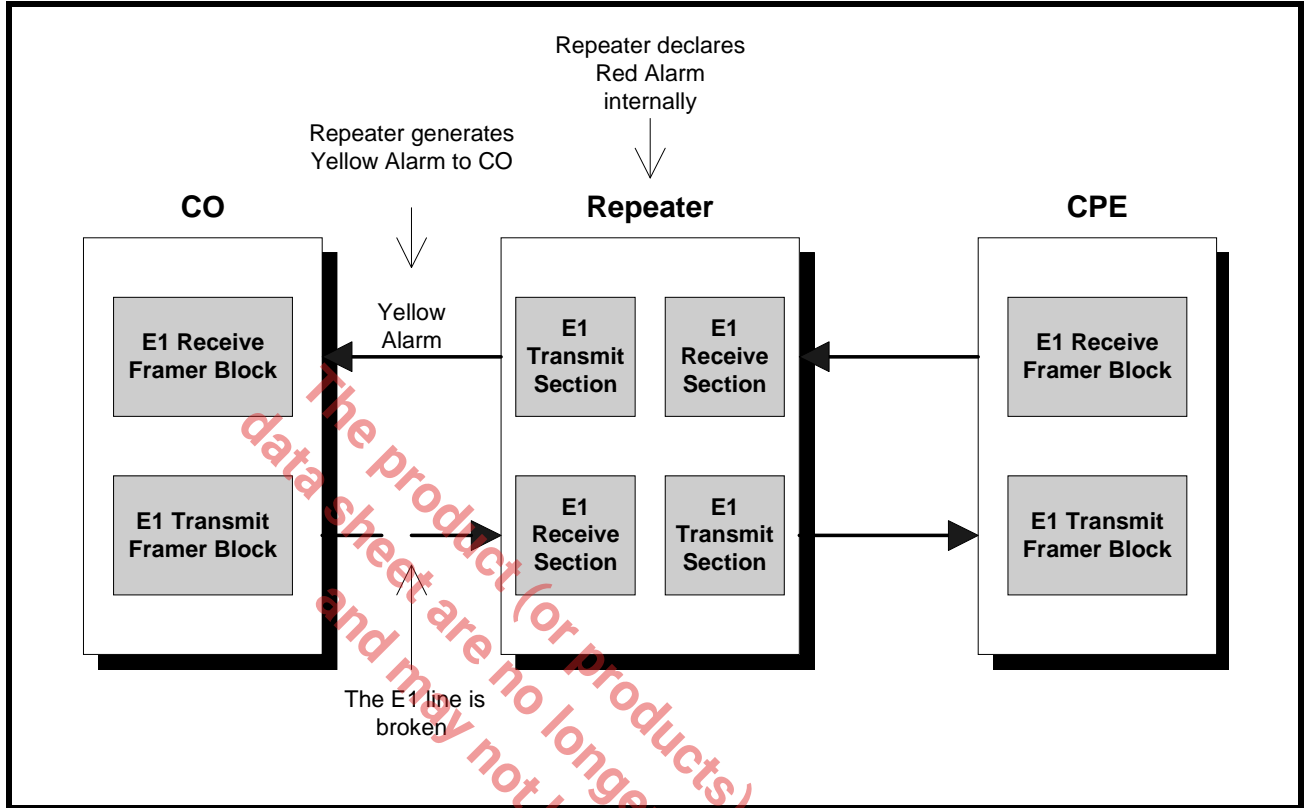 Repeater declares
Red Alarm
internally
Repeater generates
Yellow Alarm to CO
CO
Repeater
CPE
Yellow
Alarm
E1 Receive
Framer Block
E1
Transmit
Section
E1
Receive
Section
E1 Receive
Framer Block
E1 Transmit
Framer Block
E1
Receive
Section
E1
Transmit
Section
E1 Transmit
Framer Block
The E1 line is
broken
The product (or products)
data sheet are no longe
and may not